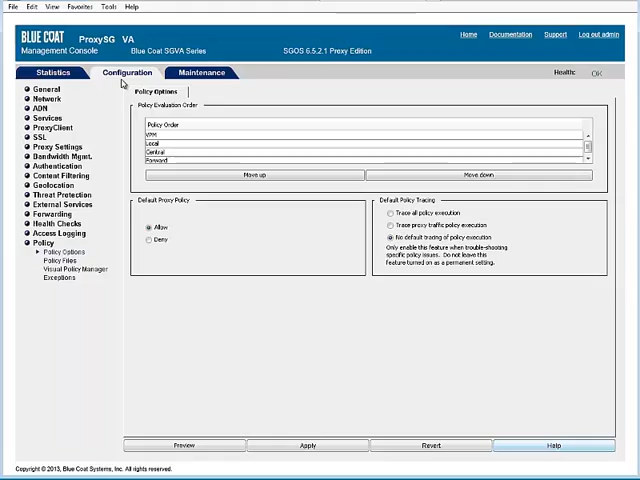 File Edit View Favorites Tools Help
BLUE COAT ProxySG VA
Management Console Blue Coat SGVA Series SGOS 6.5.2.1 Proxy Edition
Home Documentation Support Log out admin
Statistics Configuration Maintenance Health: OK
General
Network
ADN
Services
ProxyClient
SSL
Proxy Settings
Bandwidth Mgmt.
Authentication
Content Filtering
Geolocation
Threat Protection
External Services
Forwarding
Health Checks
Access Logging
Policy
Policy Options
Policy Files
Visual Policy Manager
Exceptions
Policy Options
Policy Evaluation Order
Policy Order
VPM
Local
Central
Forward
Move up Move down
Default Proxy Policy
Allow
Deny
Default Policy Tracing
Trace all policy execution
Trace proxy traffic policy execution
No default tracing of policy execution
Only enable this feature when trouble-shooting
specific policy issues. Do not leave this
feature turned on as a permanent setting.
Preview Apply Revert Help
Copyright © 2013, Blue Coat Systems, Inc. All rights reserved.